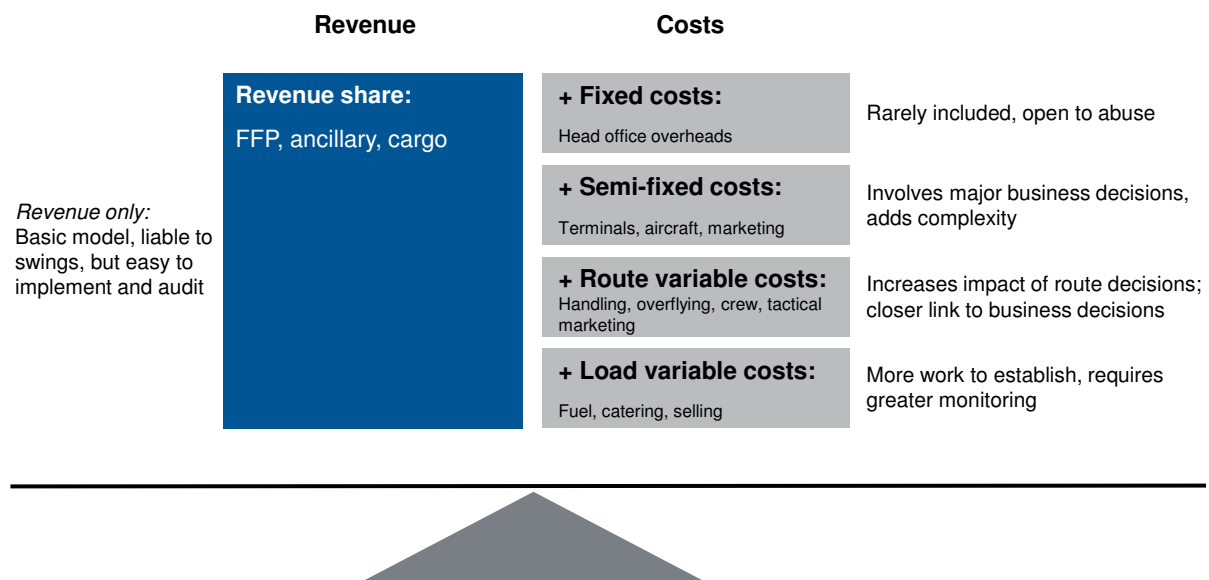 Revenue
Costs
Revenue only:
Basic model, liable to
swings, but easy to
implement and audit
Revenue share:
FFP, ancillary, cargo
+ Fixed costs:
Head office overheads
Rarely included, open to abuse
+ Semi-fixed costs:
Terminals, aircraft, marketing
Involves major business decisions,
adds complexity
+ Route variable costs:
Handling, overflying, crew, tactical
marketing
Increases impact of route decisions;
closer link to business decisions
+ Load variable costs:
Fuel, catering, selling
More work to establish, requires
greater monitoring